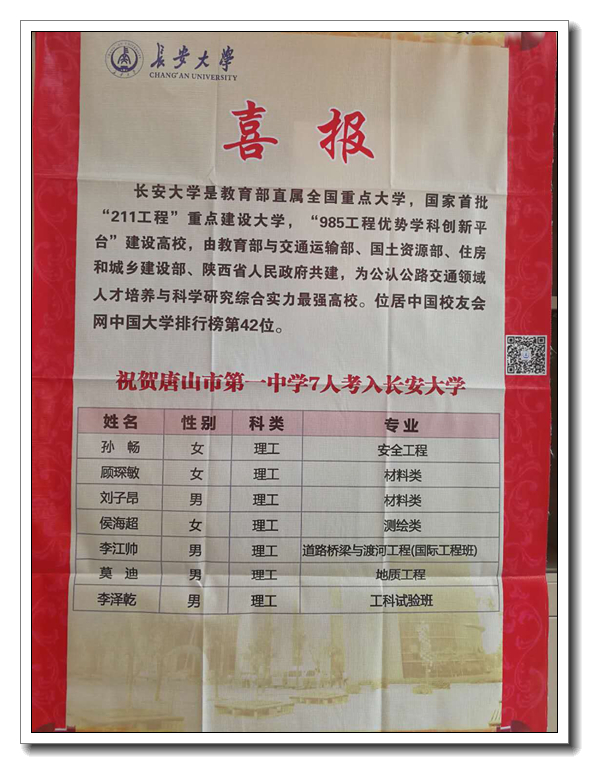 長安大學
CHANG'AN UNIVERSITY
喜 报
长安大学是教育部直属全国重点大学，国家首批
“211工程”重点建设大学，“985工程优势学科创新平
台”建设高校，由教育部与交通运输部、国土资源部、住房
和城乡建设部、陕西省人民政府共建，为公认公路交通领域
人才培养与科学研究综合实力最强高校。位居中国校友会
网中国大学排行榜第42位。
祝贺唐山市第一中学7人考入长安大学
姓 名 性 别 科 类 专 业
孙 畅 女 理工 安全工程
顾琛敏 女 理工 材料类
刘子昂 男 理工 材料类
侯海超 女 理工 测绘类
李江帅 男 理工 道路桥梁与渡河工程(国际工程班)
莫 迪 男 理工 地质工程
李泽乾 男 理工 工科试验班